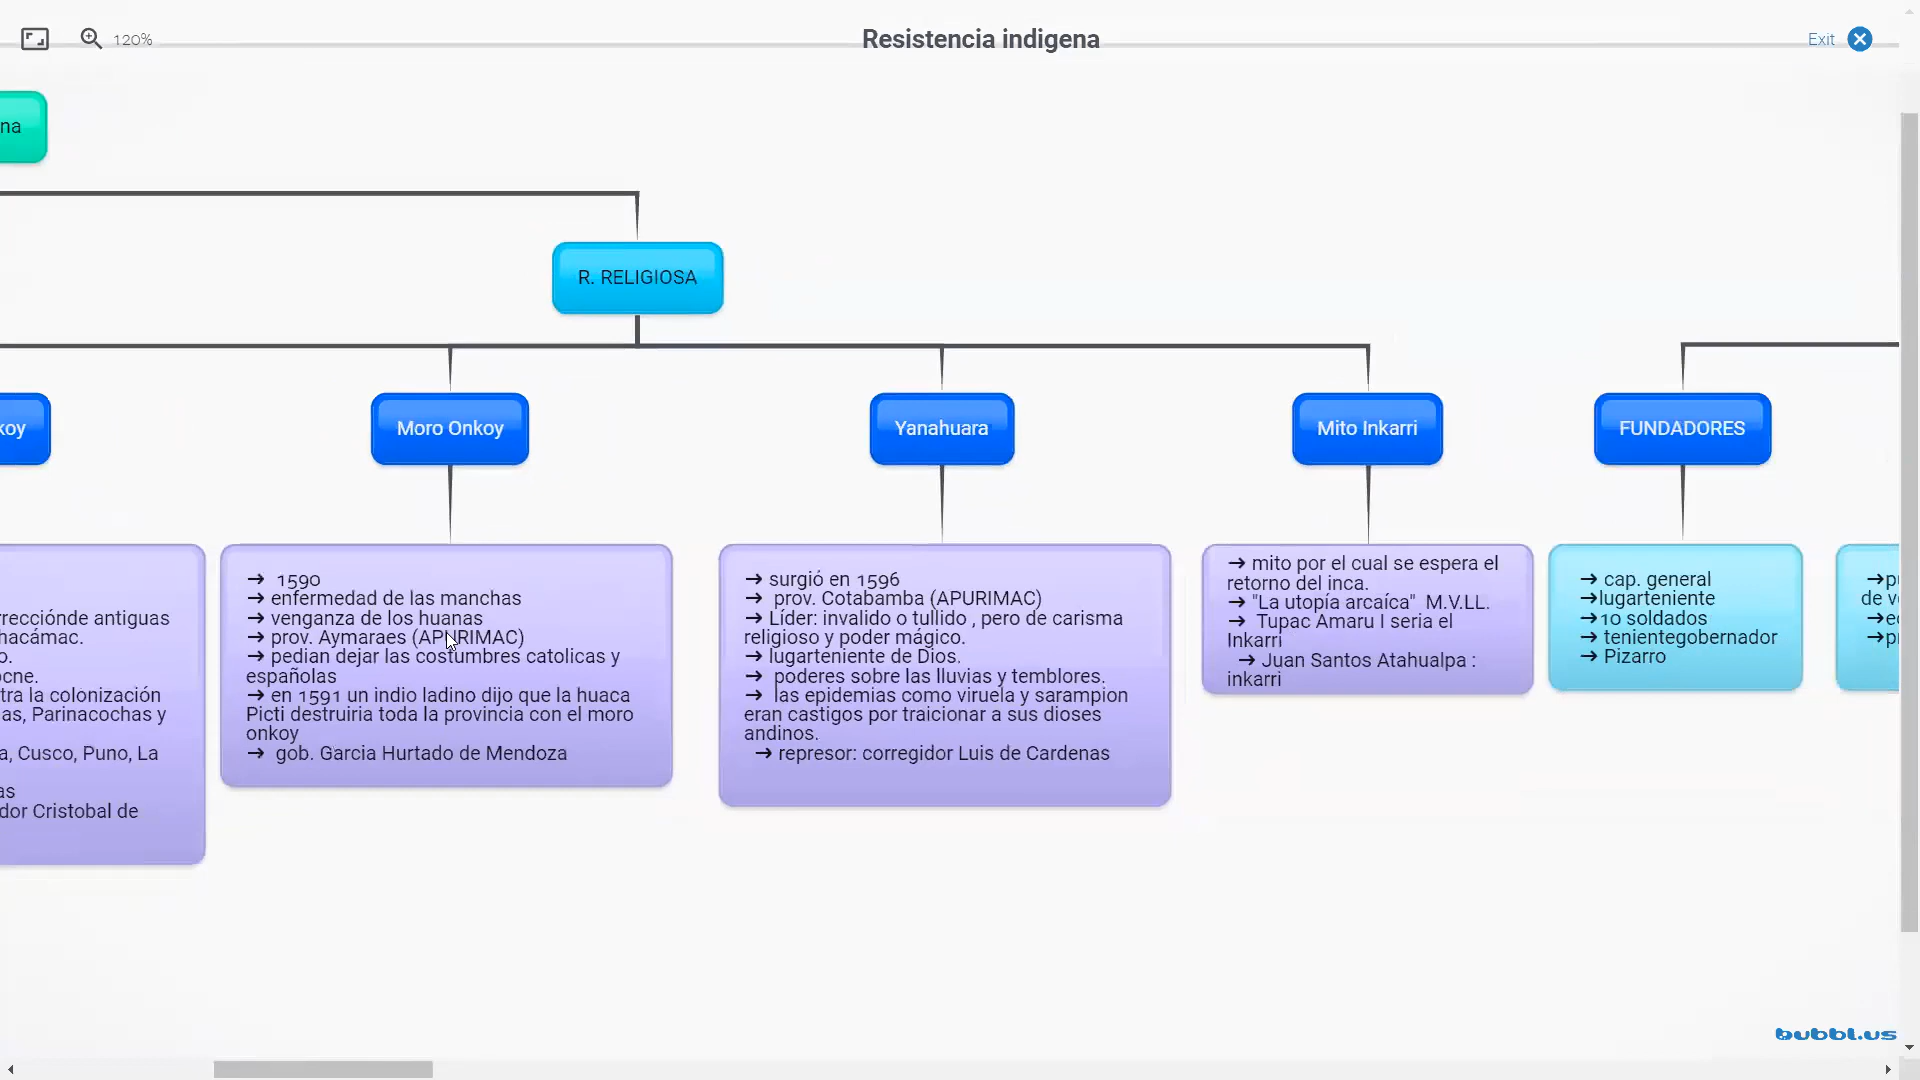 120%
Resistencia indigena
Exit
na
R. RELIGIOSA
koy
Moro Onkoy
Yanahuara
Mito Inkarri
FUNDADORES
rrecciónde antiguas
hacámac.
o.
ocne.
tra la colonización
as, Parinacochas y
a, Cusco, Puno, La
as
dor Cristobal de
→ 1590
→ enfermedad de las manchas
→ venganza de los huanas
→ prov. Aymaraes (APURIMAC)
→ pedian dejar las costumbres catolicas y
españolas
→ en 1591 un indio ladino dijo que la huaca
Picti destruiria toda la provincia con el moro
onkoy
→ gob. Garcia Hurtado de Mendoza
→ surgió en 1596
→ prov. Cotabamba (APURIMAC)
→ Líder: invalido o tullido , pero de carisma
religioso y poder mágico.
→ lugarteniente de Dios.
→ poderes sobre las lluvias y temblores.
→ las epidemias como viruela y sarampion
eran castigos por traicionar a sus dioses
andinos.
→ represor: corregidor Luis de Cardenas
→ mito por el cual se espera el
retorno del inca.
→ "La utopía arcaíca" M.V.LL.
→ Tupac Amaru I seria el
Inkarri
→ Juan Santos Atahualpa :
inkarri
→ cap. general
→lugarteniente
→10 soldados
→ tenientegobernador
→ Pizarro
→p
de v
→e
→p
bubbl.us